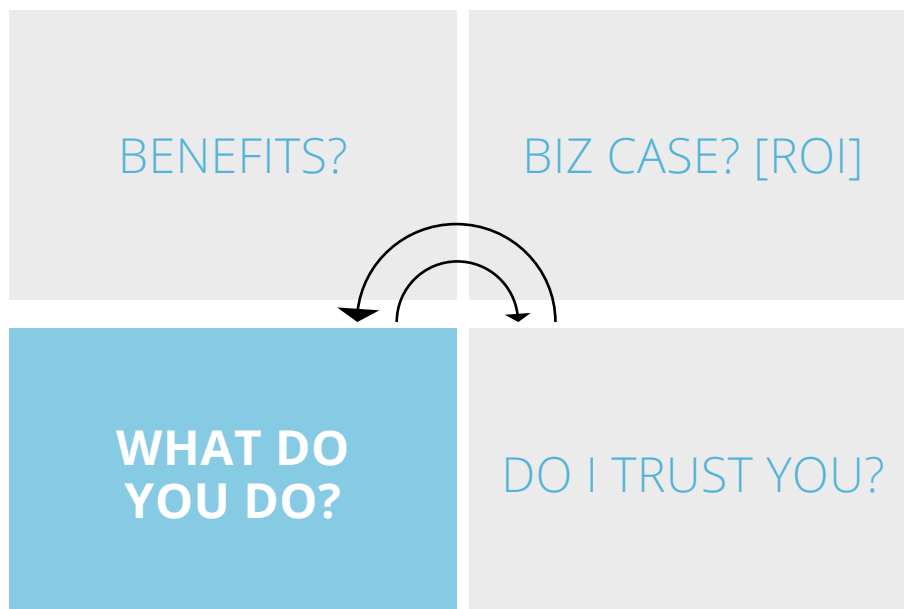 BENEFITS?
BIZ CASE? [ROI]
WHAT DO
YOU DO?
DO I TRUST YOU?